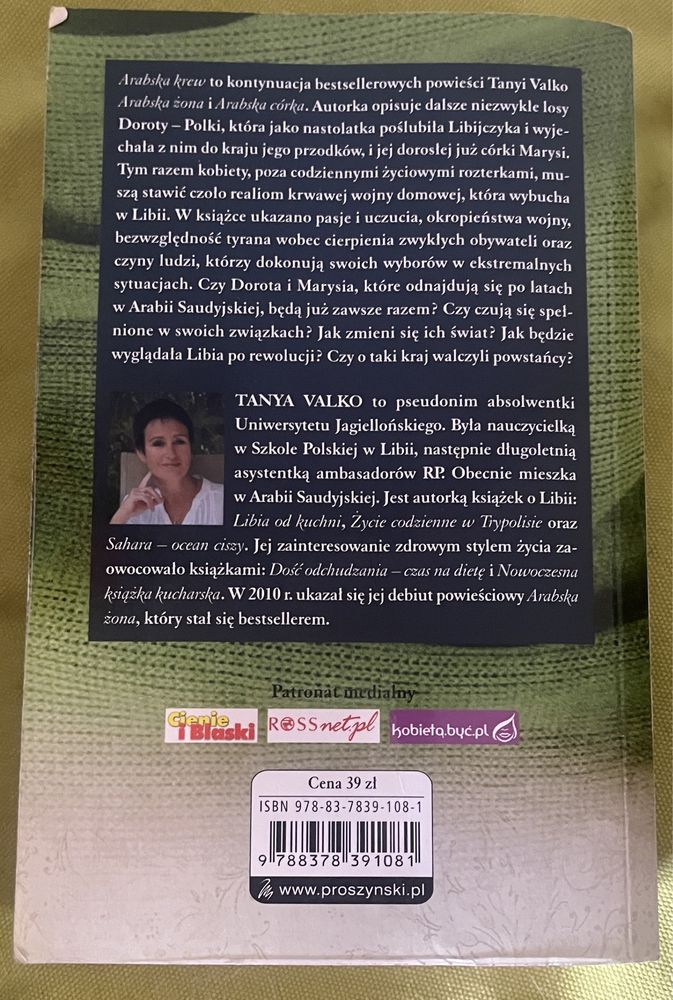 Arabska krew to kontynuacja bestsellerowych powieści Tanyi Valko
Arabska żona i Arabska córka. Autorka opisuje dalsze niezwykłe losy
Doroty – Polki, która jako nastolatka poślubiła Libijczyka i wyje-
chała z nim do kraju jego przodków, i jej dorosłej już córki Marysi.
Tym razem kobiety, poza codziennymi życiowymi rozterkami, mu-
szą stawić czoło realiom krwawej wojny domowej, która wybucha
w Libii. W książce ukazano pasje i uczucia, okropieństwa wojny,
bezwzględność tyrana wobec cierpienia zwykłych obywateli oraz
czyny ludzi, którzy dokonują swoich wyborów w ekstremalnych
sytuacjach. Czy Dorota i Marysia, które odnajdują się po latach
w Arabii Saudyjskiej, będą już zawsze razem? Czy czują się speł-
nione w swoich związkach? Jak zmieni się ich świat? Jak będzie
wyglądała Libia po rewolucji? Czy o taki kraj walczyli powstańcy?
TANYA VALKO to pseudonim absolwentki
Uniwersytetu Jagiellońskiego. Była nauczycielką
w Szkole Polskiej w Libii, następnie długoletnią
asystentką ambasadorów RP. Obecnie mieszka
w Arabii Saudyjskiej. Jest autorką książek o Libii:
Libia od kuchni, Życie codzienne w Trypolisie oraz
Sahara – ocean ciszy. Jej zainteresowanie zdrowym stylem życia za-
owocowało książkami: Dość odchudzania – czas na dietę i Nowoczesna
książka kucharska. W 2010 r. ukazał się jej debiut powieściowy Arabska
żona, który stał się bestsellerem.
Patronat medialny
Cienie i Blaski
ROSSnet.pl
kobieta.być.pl
Cena 39 zł
ISBN 978-83-7839-108-1
9 788378 391081
www.proszynski.pl